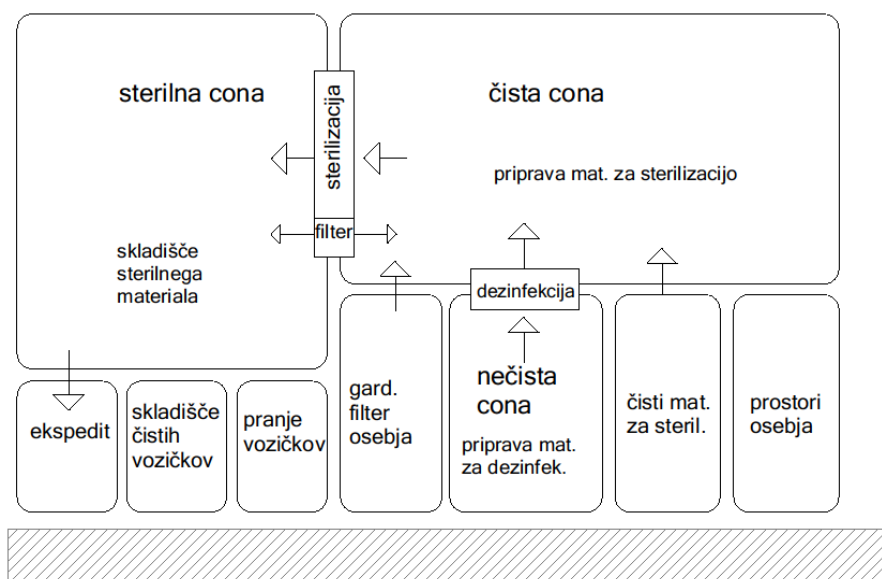 sterilna cona
čista cona
sterilizacija
priprava mat. za sterilizacijo
filter
skladišče
sterilnega
materiala
dezinfekcija
ekspedit
skladišče
čistih
vozičkov
pranje
vozičkov
gard.
filter
osebja
nečista
cona
priprava mat.
za dezinfek.
čisti mat.
za steril.
prostori
osebja